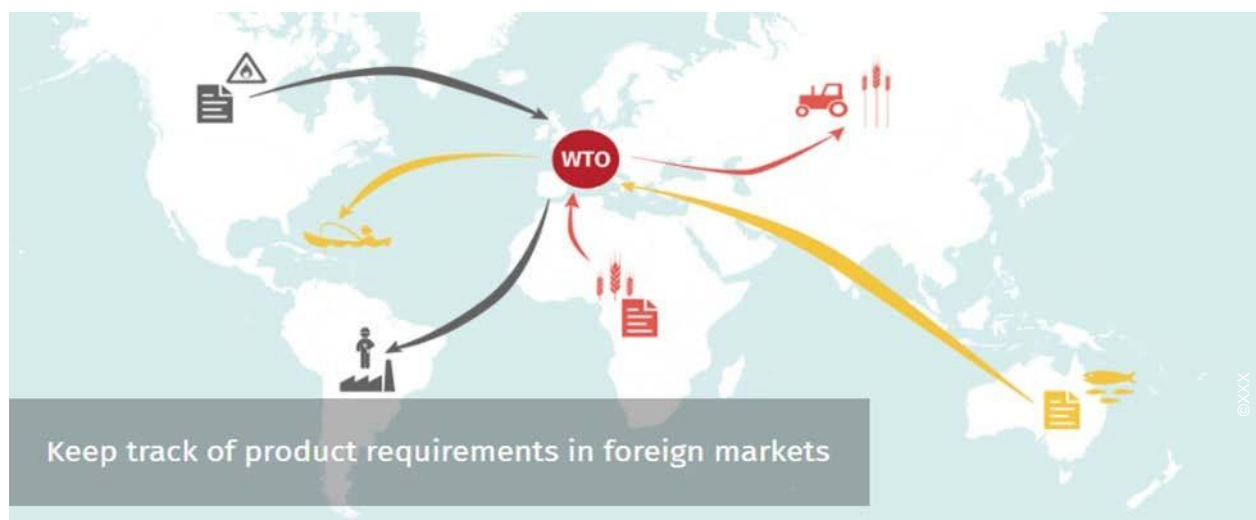 WTO
©XXX
Keep track of product requirements in foreign markets